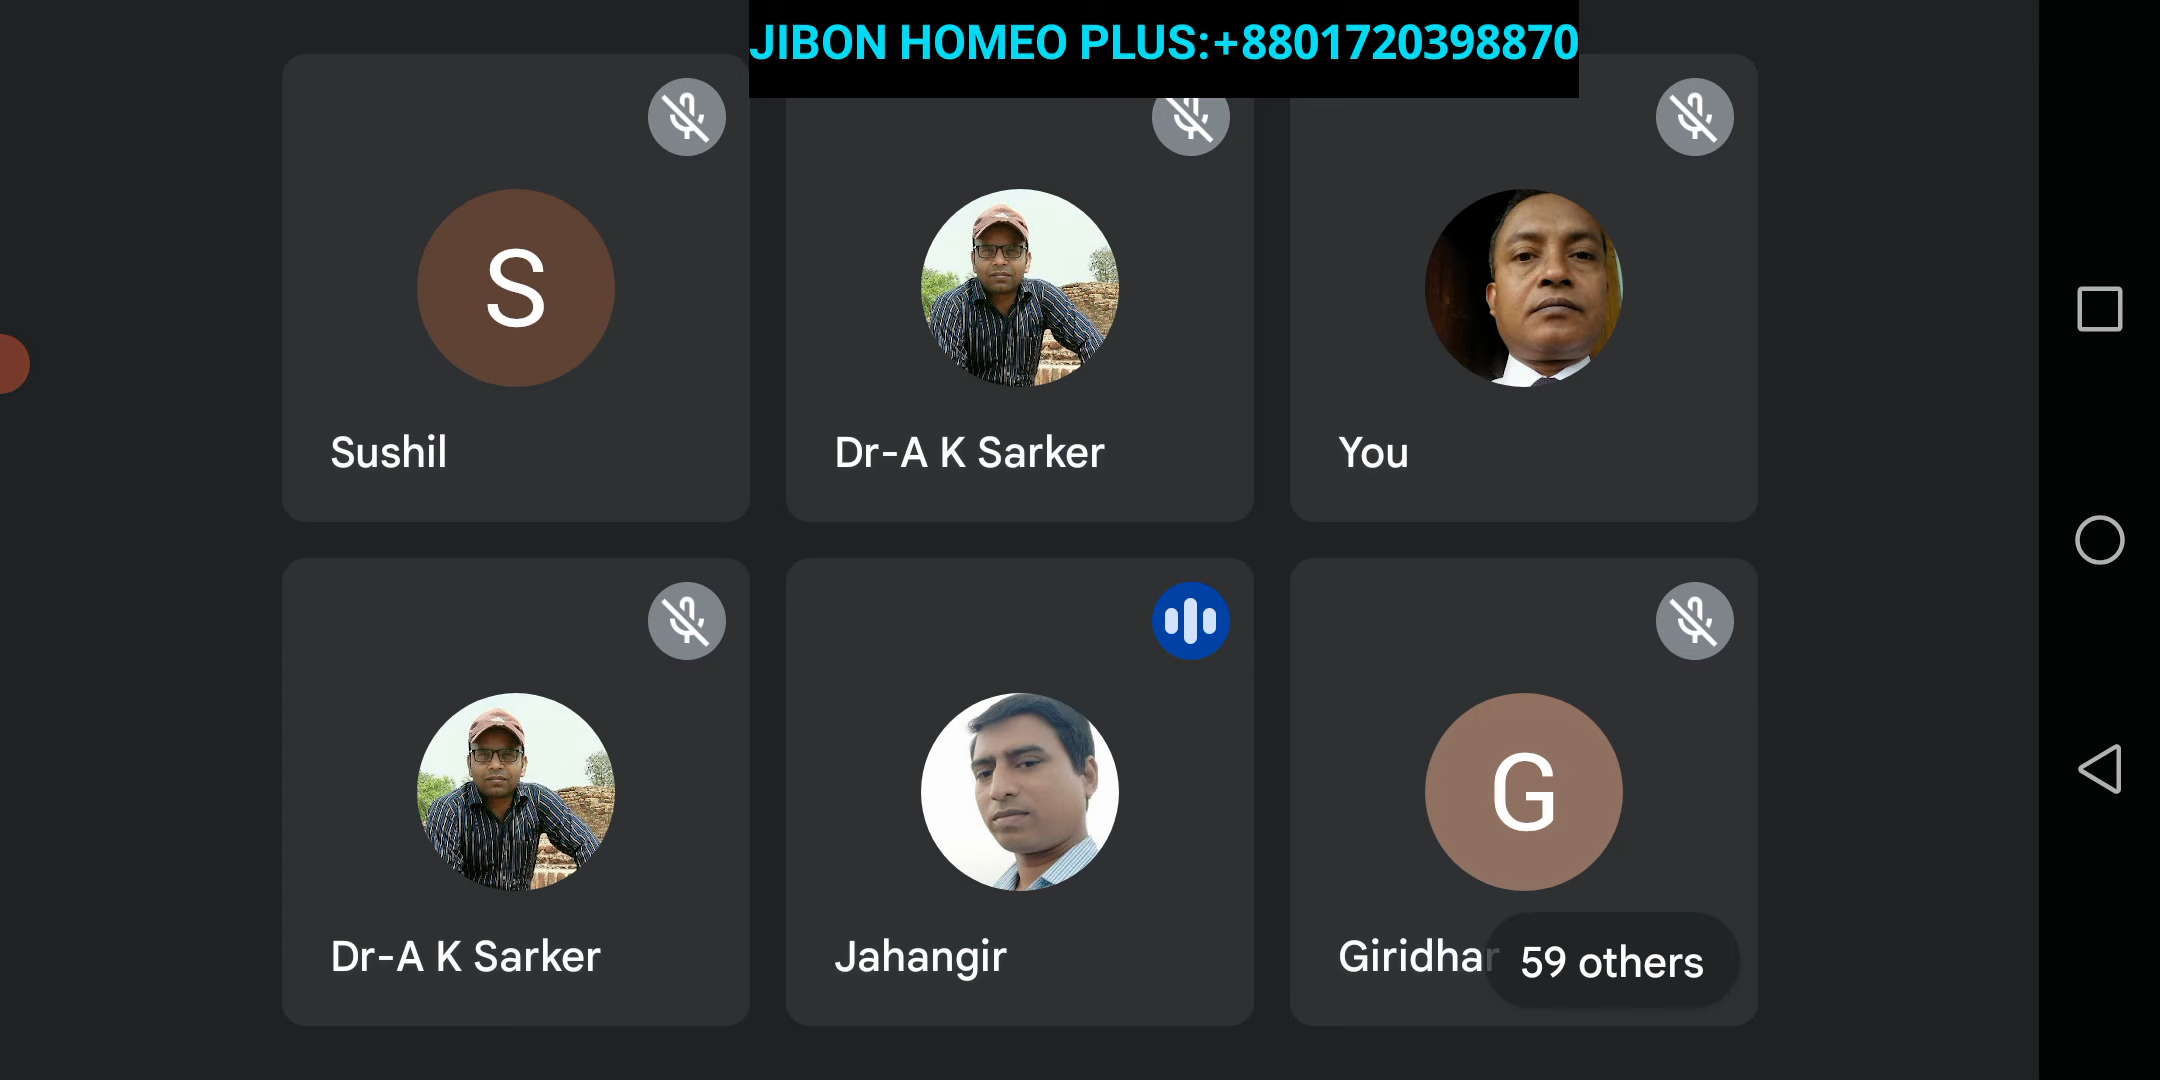 JIBON HOMEO PLUS:+8801720398870
S
Sushil
Dr-A K Sarker
You
Dr-A K Sarker
Jahangir
G
Giridhar
59 others